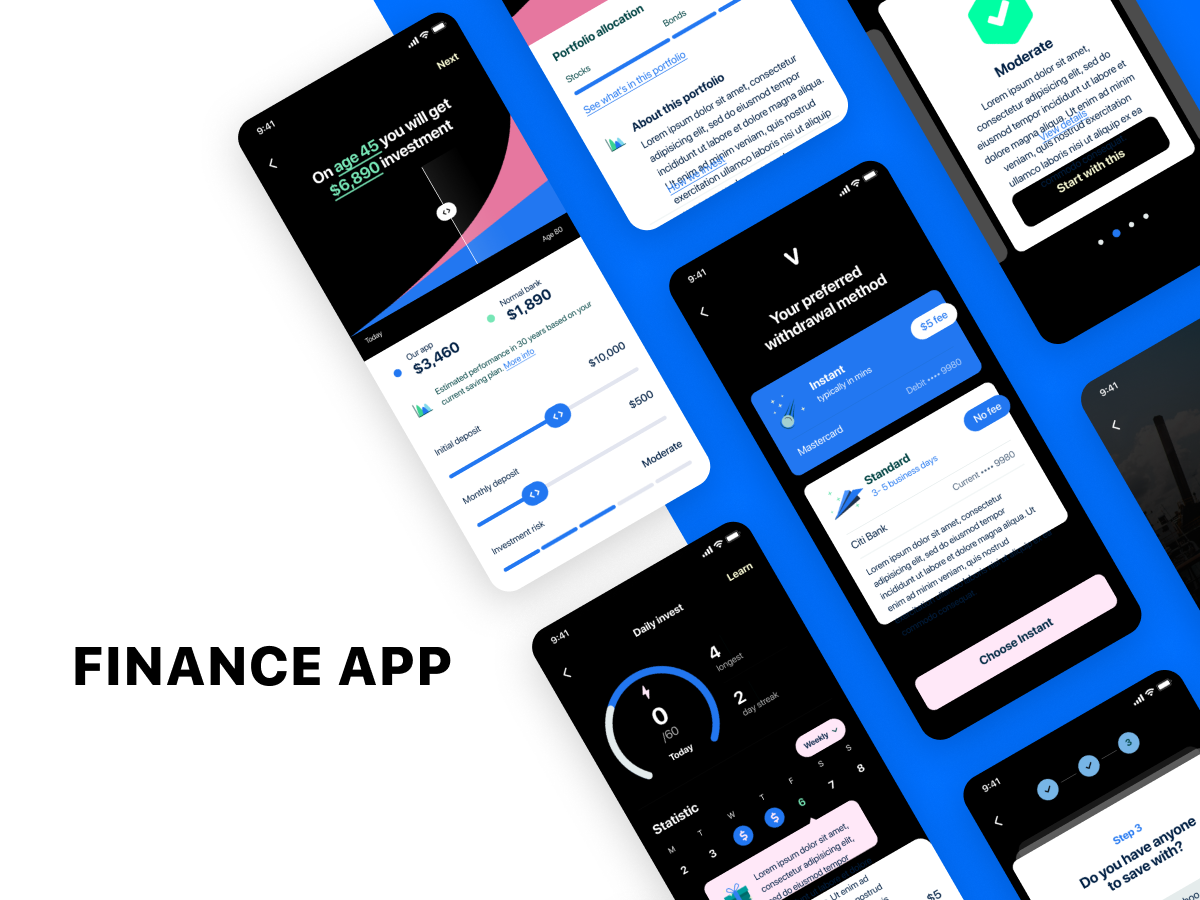 FINANCE APP
9:41
Next
On age 45 you will get
$6,890 investment
Today
Age 80
Our app
$3,460
Normal bank
$1,890
Estimated performance in 30 years based on your
current saving plan. More info
Initial deposit
$10,000
Monthly deposit
$500
Investment risk
Moderate
Portfolio allocation
Stocks
Bonds
See what's in this portfolio
About this portfolio
Lorem ipsum dolor sit amet, consectetur
adipisicing elit, sed do eiusmod tempor
incididunt ut labore et dolore magna aliqua.
Ut enim ad minim veniam, quis nostrud
exercitation ullamco laboris nisi ut aliquip
How we invest
Moderate
Lorem ipsum dolor sit amet,
consectetur adipisicing elit, sed do
eiusmod tempor incididunt ut labore et
dolore magna aliqua. Ut enim ad minim
veniam, quis nostrud exercitation
ullamco laboris nisi ut aliquip ex ea
View details
Start with this
9:41
Your preferred
withdrawal method
$5 fee
Instant
typically in mins
Mastercard
Debit •••• 9980
No fee
Standard
3- 5 business days
Citi Bank
Current •••• 9980
Lorem ipsum dolor sit amet, consectetur
adipisicing elit, sed do eiusmod tempor
incididunt ut labore et dolore magna aliqua. Ut
enim ad minim veniam, quis nostrud
commodo consequat.
Choose Instant
9:41
9:41
Learn
Daily invest
0
/60
Today
4
longest
2
day streak
Weekly
Statistic
M T W T F S S
2 3 $ $ 6 7 8
Lorem ipsum dolor sit amet,
consectetur adipisicing elit,
sed do eiusmod tempor
Ut enim ad
nostrud
$5
9:41
3
Step 3
Do you have anyone
to save with?